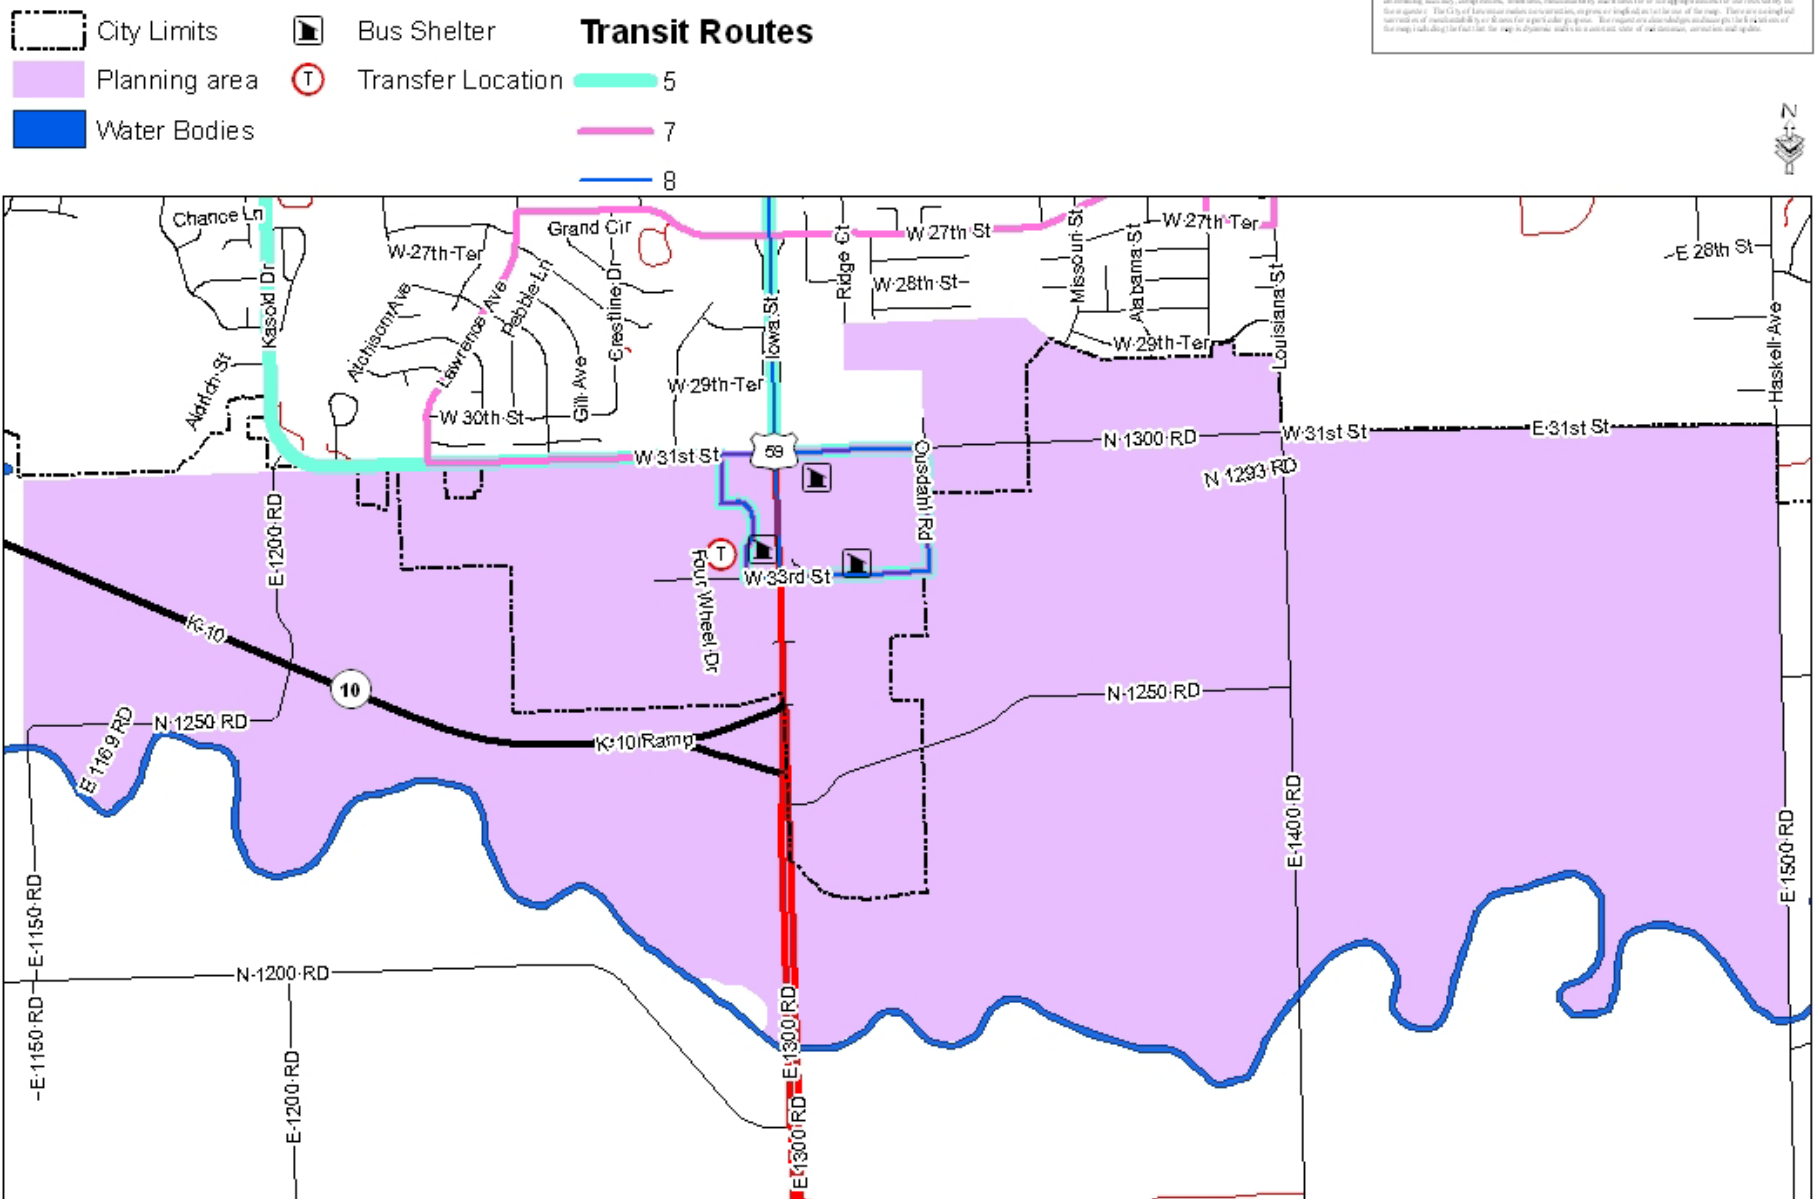 City Limits
Bus Shelter
Transit Routes
Planning area
T
Transfer Location
5
Water Bodies
7
8
N
Chance Ln
Grand Cir
W 27th Ter
W 27th St
W 27th Ter
Missouri St
Alabama St
Louisiana St
E 28th St
Kasold Dr
Atchison Ave
Lawrence Ave
Pebble Ln
Crestline Dr
Iowa St
Ridge Ct
W 28th St
Haskell Ave
W 29th Ter
W 29th-Ter
Aldrich St
W 30th St
Gill Ave
W 31st St
59
Ousdahl Rd
N 1300 RD
W 31st St
E 31st St
N 1293 RD
E 1200 RD
T
Four Wheel Dr
W 33rd St
K-10
10
N 1250 RD
N 1250 RD
E 1169 RD
K-10 Ramp
E 1400 RD
E 1500 RD
E 1150 RD
N 1200 RD
E 1150 RD
E 1200 RD
E 1300 RD
E 1300 RD